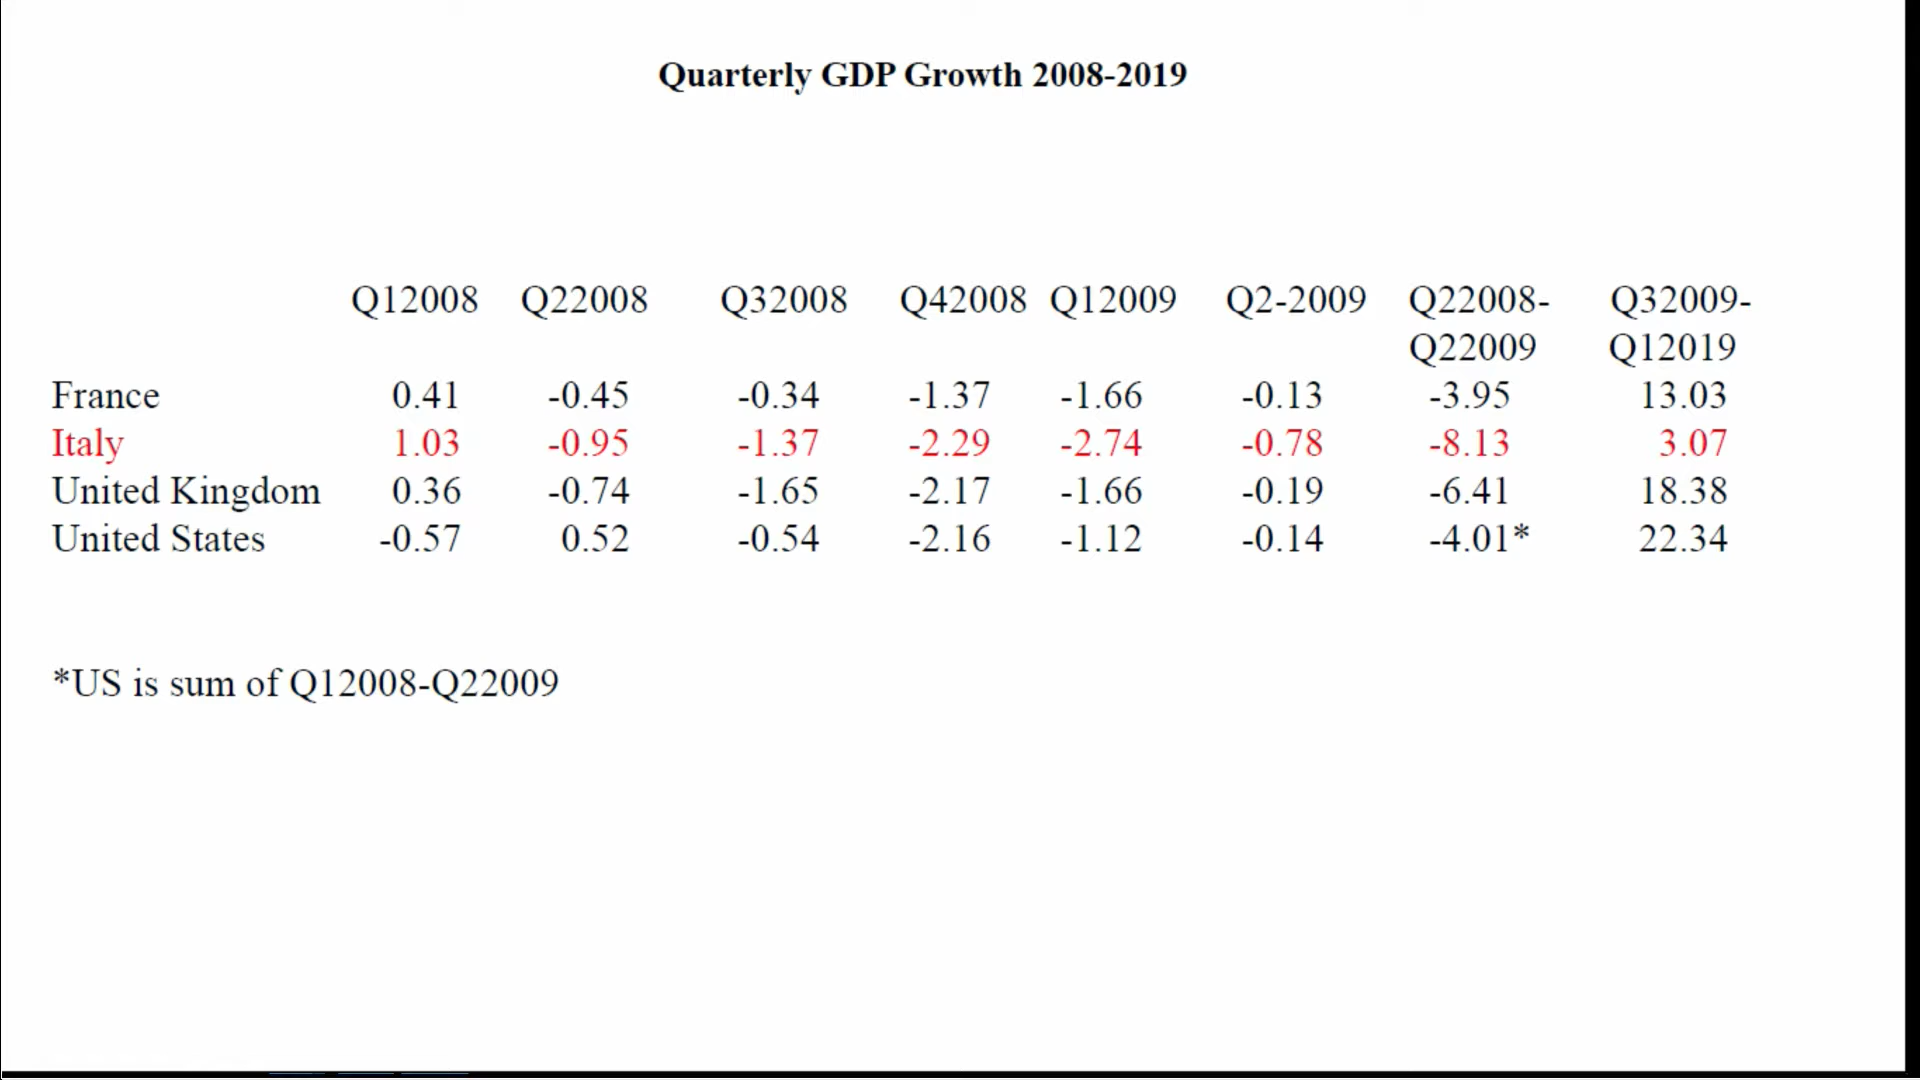 Quarterly GDP Growth 2008-2019
Q12008 Q22008 Q32008 Q42008 Q12009 Q2-2009 Q22008- Q32009-
Q22009 Q12019
France 0.41 -0.45 -0.34 -1.37 -1.66 -0.13 -3.95 13.03
Italy 1.03 -0.95 -1.37 -2.29 -2.74 -0.78 -8.13 3.07
United Kingdom 0.36 -0.74 -1.65 -2.17 -1.66 -0.19 -6.41 18.38
United States -0.57 0.52 -0.54 -2.16 -1.12 -0.14 -4.01* 22.34
*US is sum of Q12008-Q22009